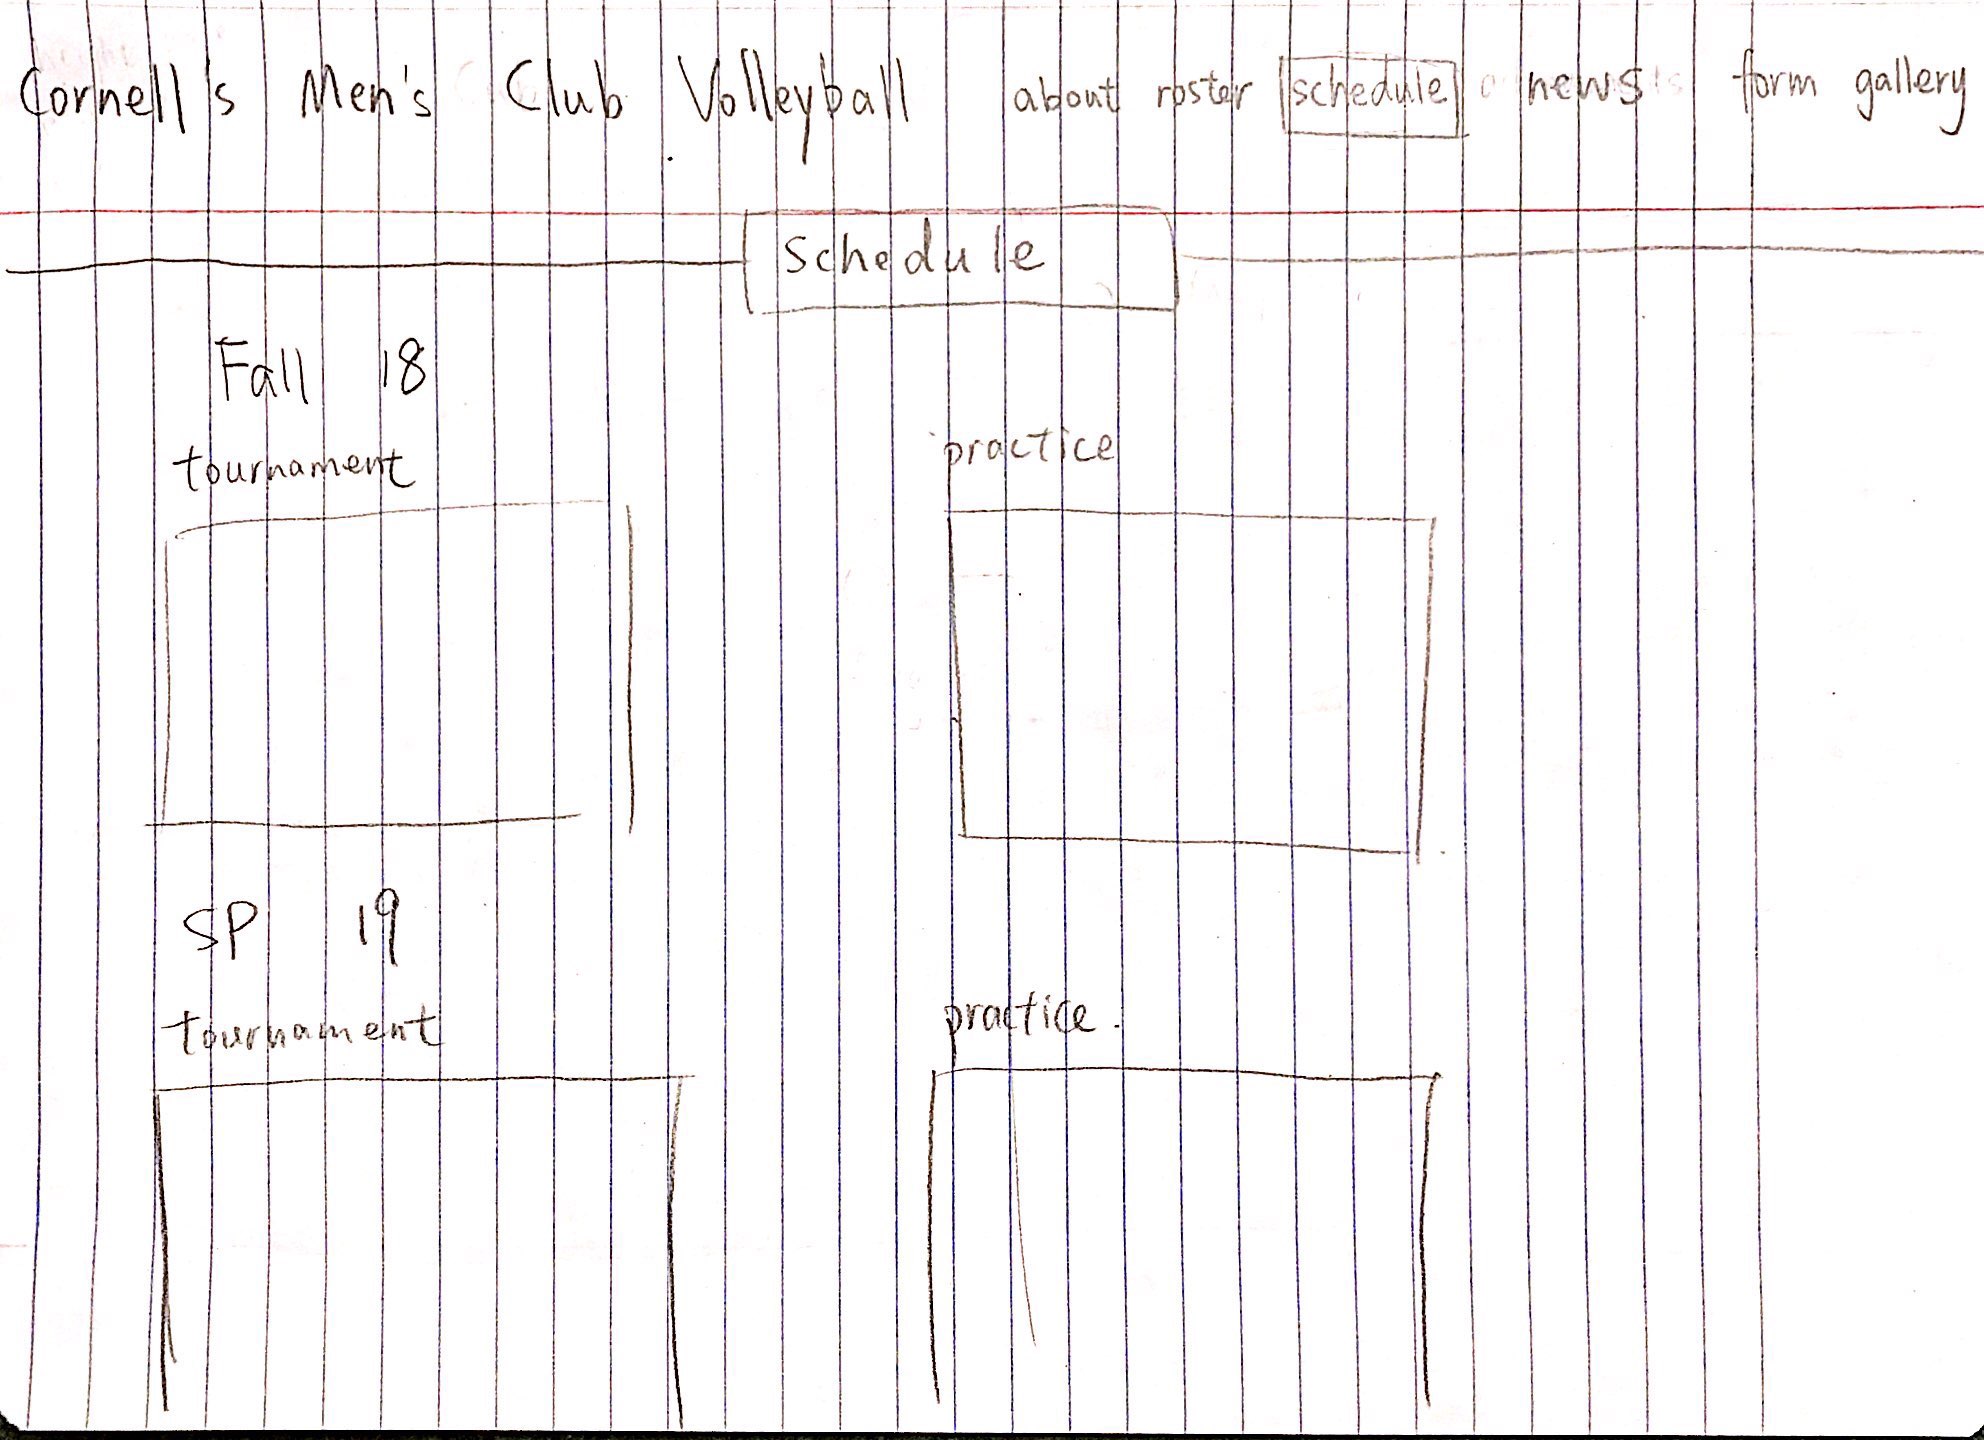 Cornell's Men's Club Volleyball about roster schedule news form gallery
schedule
Fall 18
tournament practice
SP 19
tournament practice.